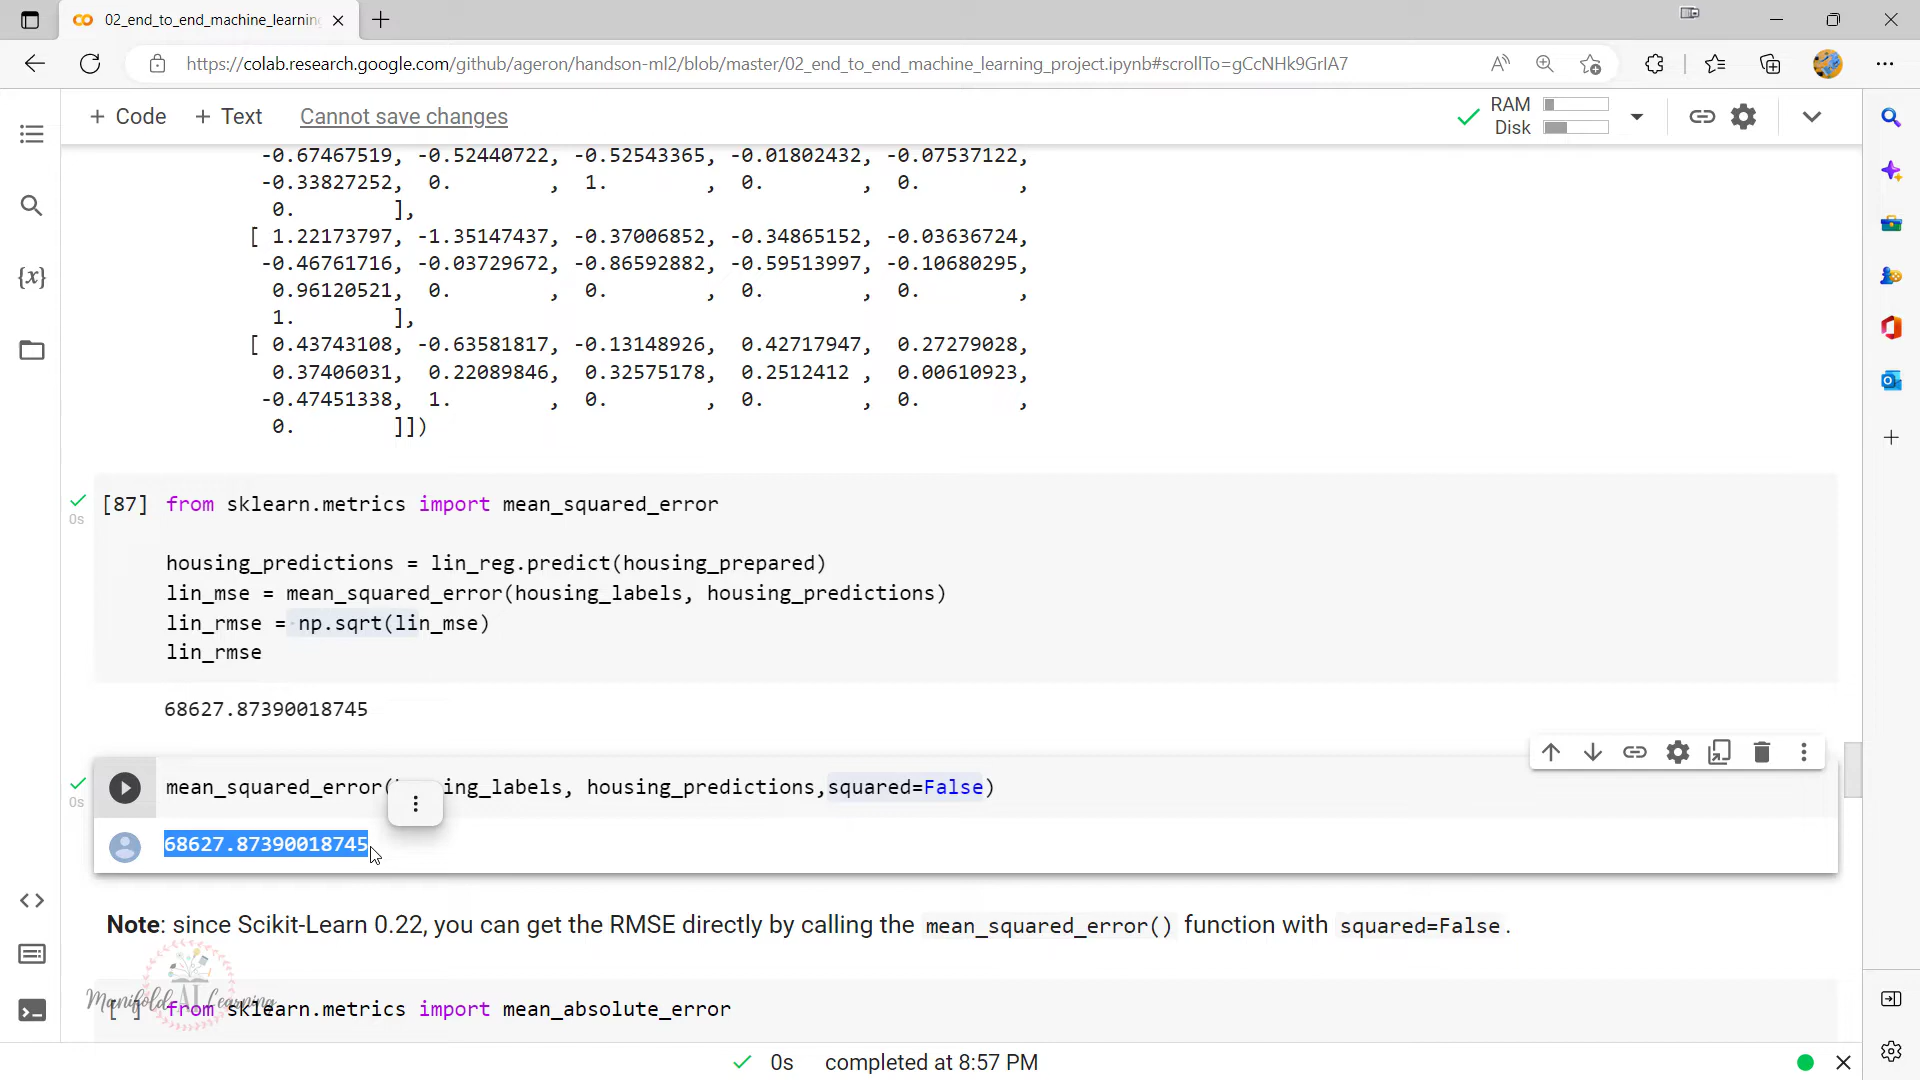 02_end_to_end_machine_learning
https://colab.research.google.com/github/ageron/handson-ml2/blob/master/02_end_to_end_machine_learning_project.ipynb#scrollTo=gCcNHk9GrIA7
+ Code + Text Cannot save changes
RAM
Disk
-0.67467519, -0.52440722, -0.52543365, -0.01802432, -0.07537122,
-0.33827252, 0. , 1. , 0. , 0. ,
0. ],
[ 1.22173797, -1.35147437, -0.37006852, -0.34865152, -0.03636724,
-0.46761716, -0.03729672, -0.86592882, -0.59513997, -0.10680295,
0.96120521, 0. , 0. , 0. , 0. ,
1. ],
[ 0.43743108, -0.63581817, -0.13148926, 0.42717947, 0.27279028,
0.37406031, 0.22089846, 0.32575178, 0.2512412 , 0.00610923,
-0.47451338, 1. , 0. , 0. , 0. ,
0. ]])
[87] from sklearn.metrics import mean_squared_error
0s
housing_predictions = lin_reg.predict(housing_prepared)
lin_mse = mean_squared_error(housing_labels, housing_predictions)
lin_rmse = np.sqrt(lin_mse)
lin_rmse
68627.87390018745
mean_squared_error( ing_labels, housing_predictions,squared=False)
0s
68627.87390018745
Note: since Scikit-Learn 0.22, you can get the RMSE directly by calling the mean_squared_error() function with squared=False.
Manifold AI Learning
[ ] from sklearn.metrics import mean_absolute_error
0s completed at 8:57 PM